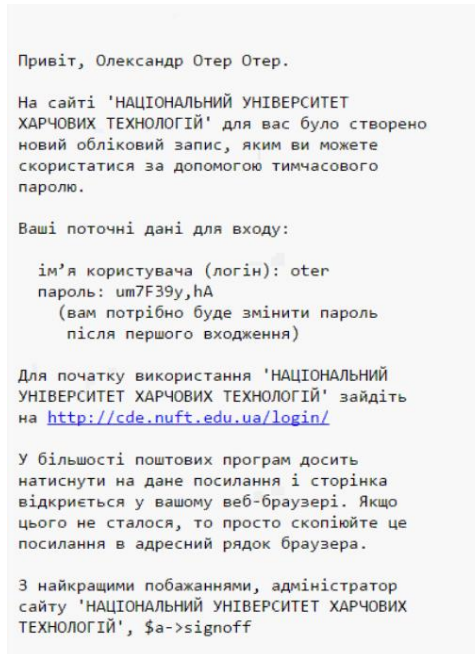 Привіт, Олександр Отер Отер.
На сайті 'НАЦІОНАЛЬНИЙ УНІВЕРСИТЕТ
ХАРЧОВИХ ТЕХНОЛОГІЙ' для вас було створено
новий обліковий запис, яким ви можете
скористатися за допомогою тимчасового
паролю.
Ваші поточні дані для входу:
ім’я користувача (логін): oter
пароль: um7F39y,hA
(вам потрібно буде змінити пароль
після першого входження)
Для початку використання 'НАЦІОНАЛЬНИЙ
УНІВЕРСИТЕТ ХАРЧОВИХ ТЕХНОЛОГІЙ' зайдіть
на http://cde.nuft.edu.ua/login/
У більшості поштових програм досить
натиснути на дане посилання і сторінка
відкриється у вашому веб-браузері. Якщо
цього не сталося, то просто скопіюйте це
посилання в адресний рядок браузера.
З найкращими побажаннями, адміністратор
сайту 'НАЦІОНАЛЬНИЙ УНІВЕРСИТЕТ ХАРЧОВИХ
ТЕХНОЛОГІЙ', $a->signoff